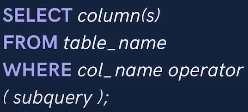 SELECT column(s)
FROM table_name
WHERE col_name operator
( subquery );